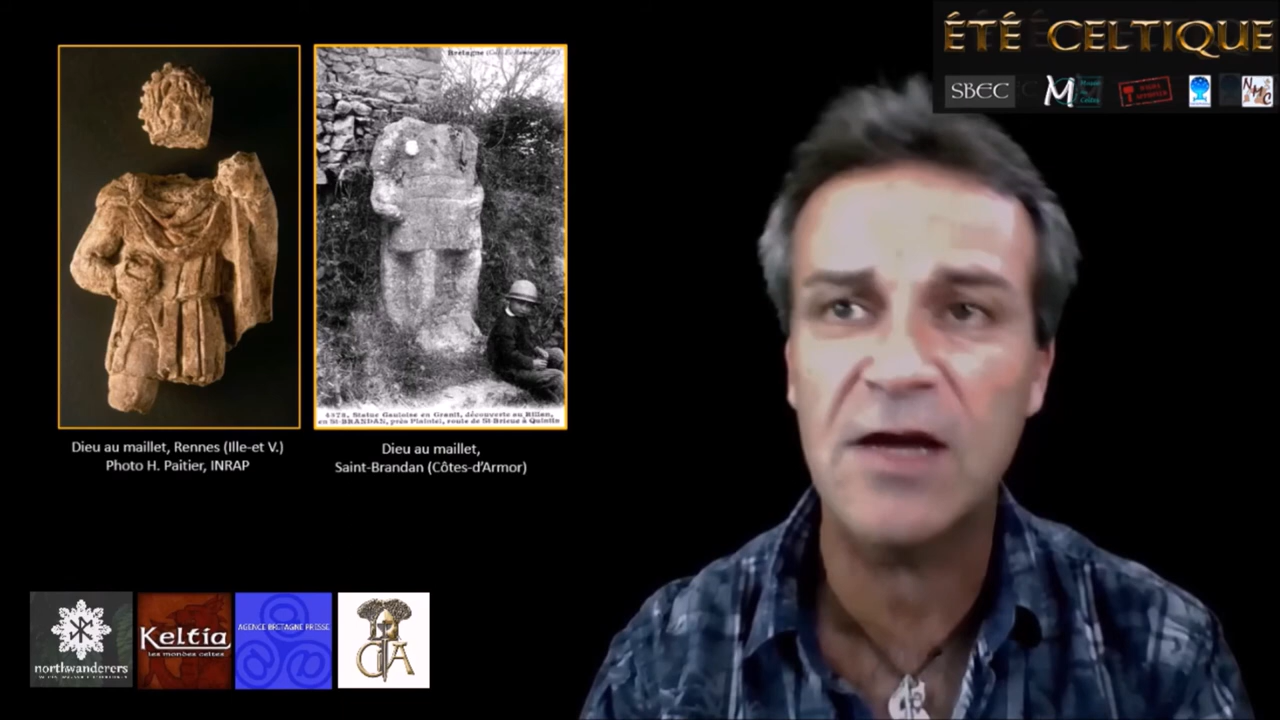 ÉTÉ CELTIQUE
SBEC
Bretagne
4378, Statue Gauloise en Granit, découverte au Rillan,
en St-BRANDAN, près Plaintel, route de St-Brieuc à Quintin
Dieu au maillet, Rennes (Ille-et V.)
Photo H. Paitier, INRAP
Dieu au maillet,
Saint-Brandan (Côtes-d’Armor)
northwanderers
Keltia
les mondes celtes
AGENCE BRETAGNE PRESSE